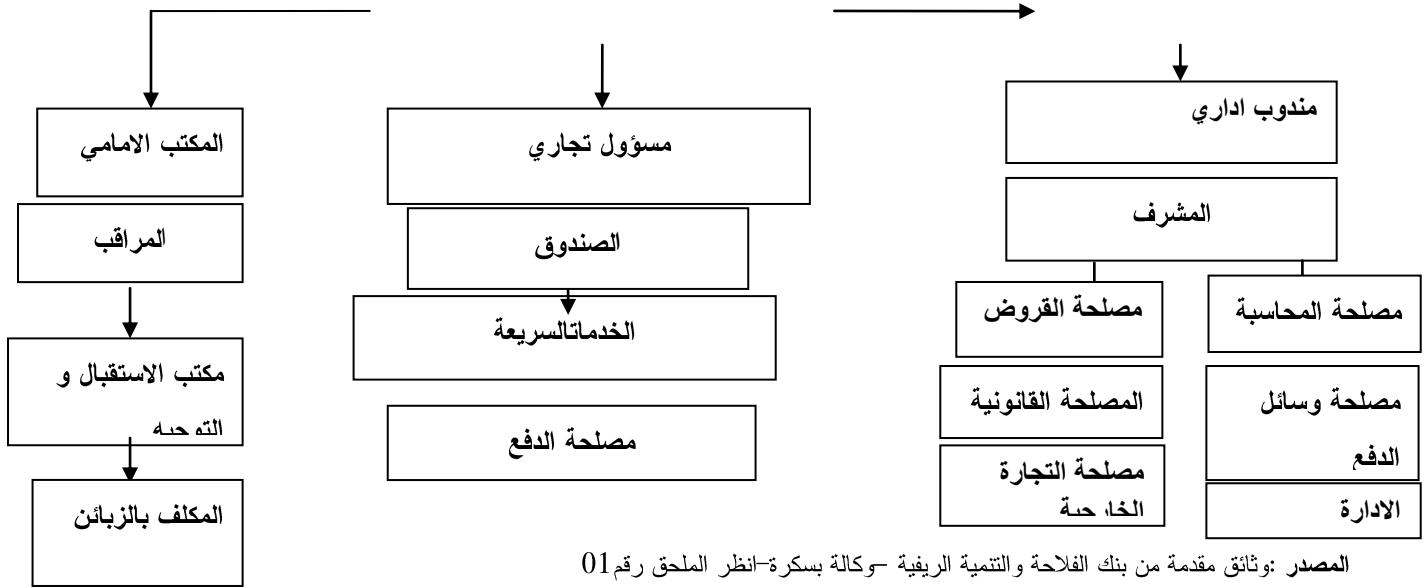 مندوب اداري
المشرف
مصلحة المحاسبة
مصلحة القروض
مصلحة وسائل
الدفع
المصلحة القانونية
الادارة
مصلحة التجارة
الخارجية
مسؤول تجاري
الصندوق
الخدماتالسريعة
مصلحة الدفع
المكتب الامامي
المراقب
مكتب الاستقبال و
التوجيه
المكلف بالزبائن
المصدر :وثائق مقدمة من بنك الفلاحة والتنمية الريفية –وكالة بسكرة–انظر الملحق رقم01